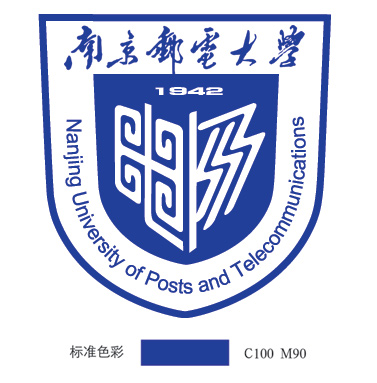 南京郵電大學
1942
Nanjing University of Posts and Telecommunications
标准色彩 C100 M90